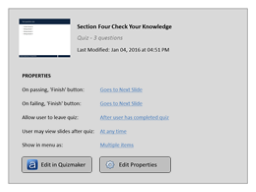 Section Four Check Your Knowledge
Quiz - 3 questions
Last Modified: Jan 04, 2016 at 04:51 PM
PROPERTIES
On passing, 'Finish' button: Goes to Next Slide
On failing, 'Finish' button: Goes to Next Slide
Allow user to leave quiz: After user has completed quiz
User may view slides after quiz: At any time
Show in menu as: Multiple items
Edit in Quizmaker Edit Properties